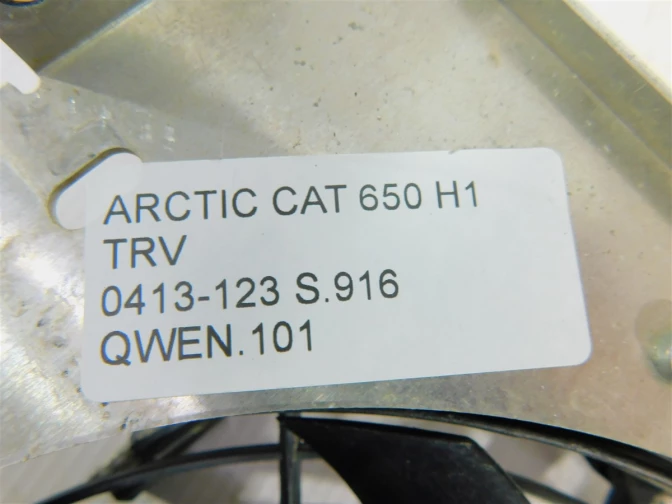 ARCTIC CAT 650 H1
TRV
0413-123 S.916
QWEN.101